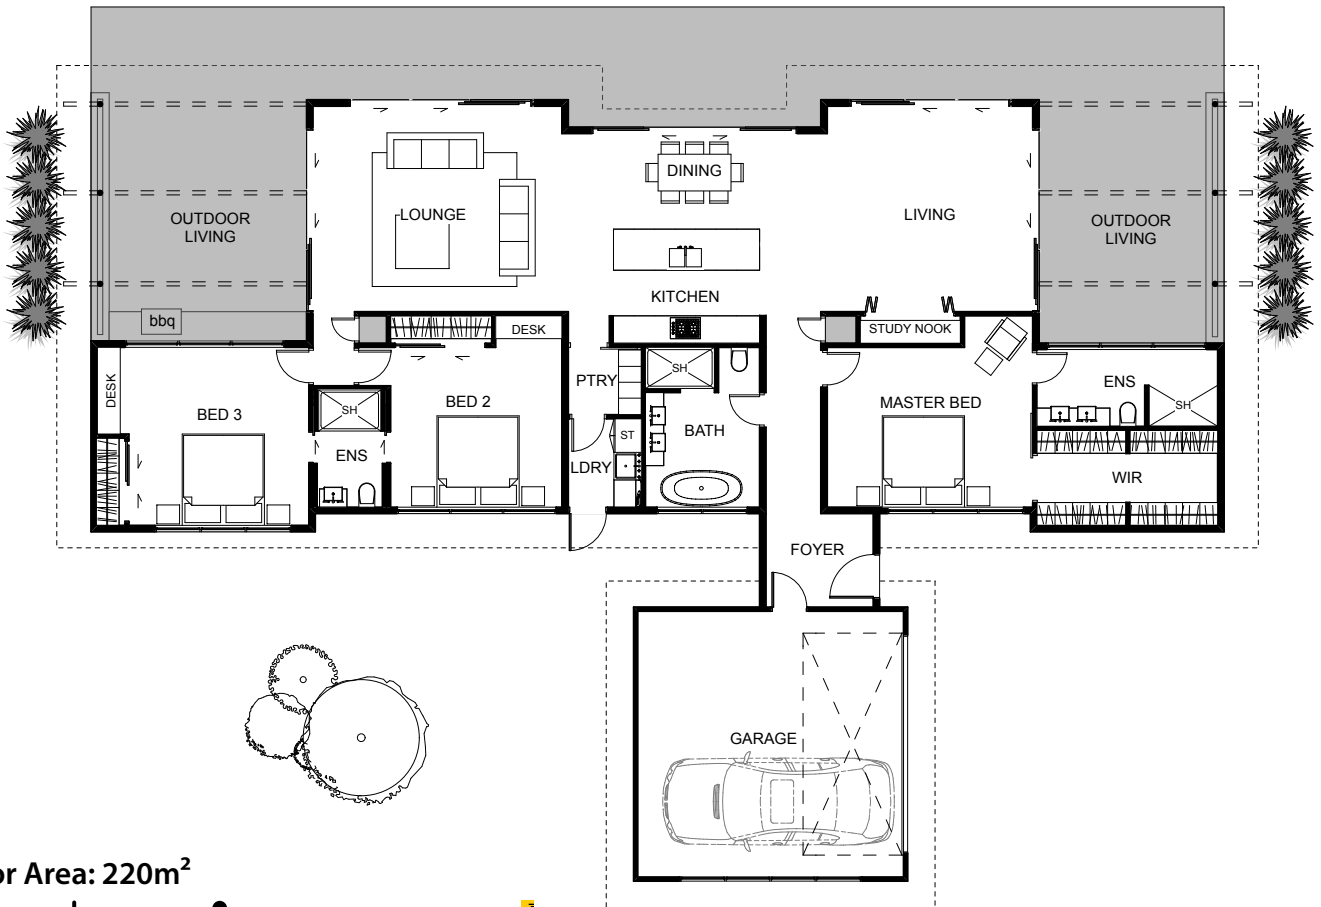 DINING
LOUNGE
LIVING
OUTDOOR
LIVING
OUTDOOR
LIVING
KITCHEN
bbq
DESK
STUDY NOOK
SH
PTRY
DESK
ENS
BED 3
SH
BED 2
MASTER BED
SH
ST
BATH
ENS
LDRY
WIR
FOYER
GARAGE
or Area: 220m²